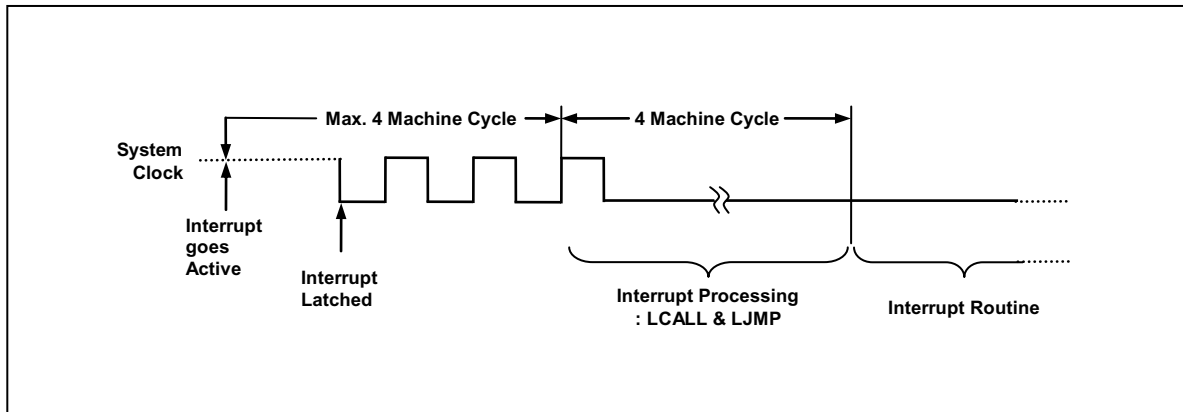 Max. 4 Machine Cycle
4 Machine Cycle
System
Clock
Interrupt
goes
Active
Interrupt
Latched
Interrupt Processing
: LCALL & LJMP
Interrupt Routine